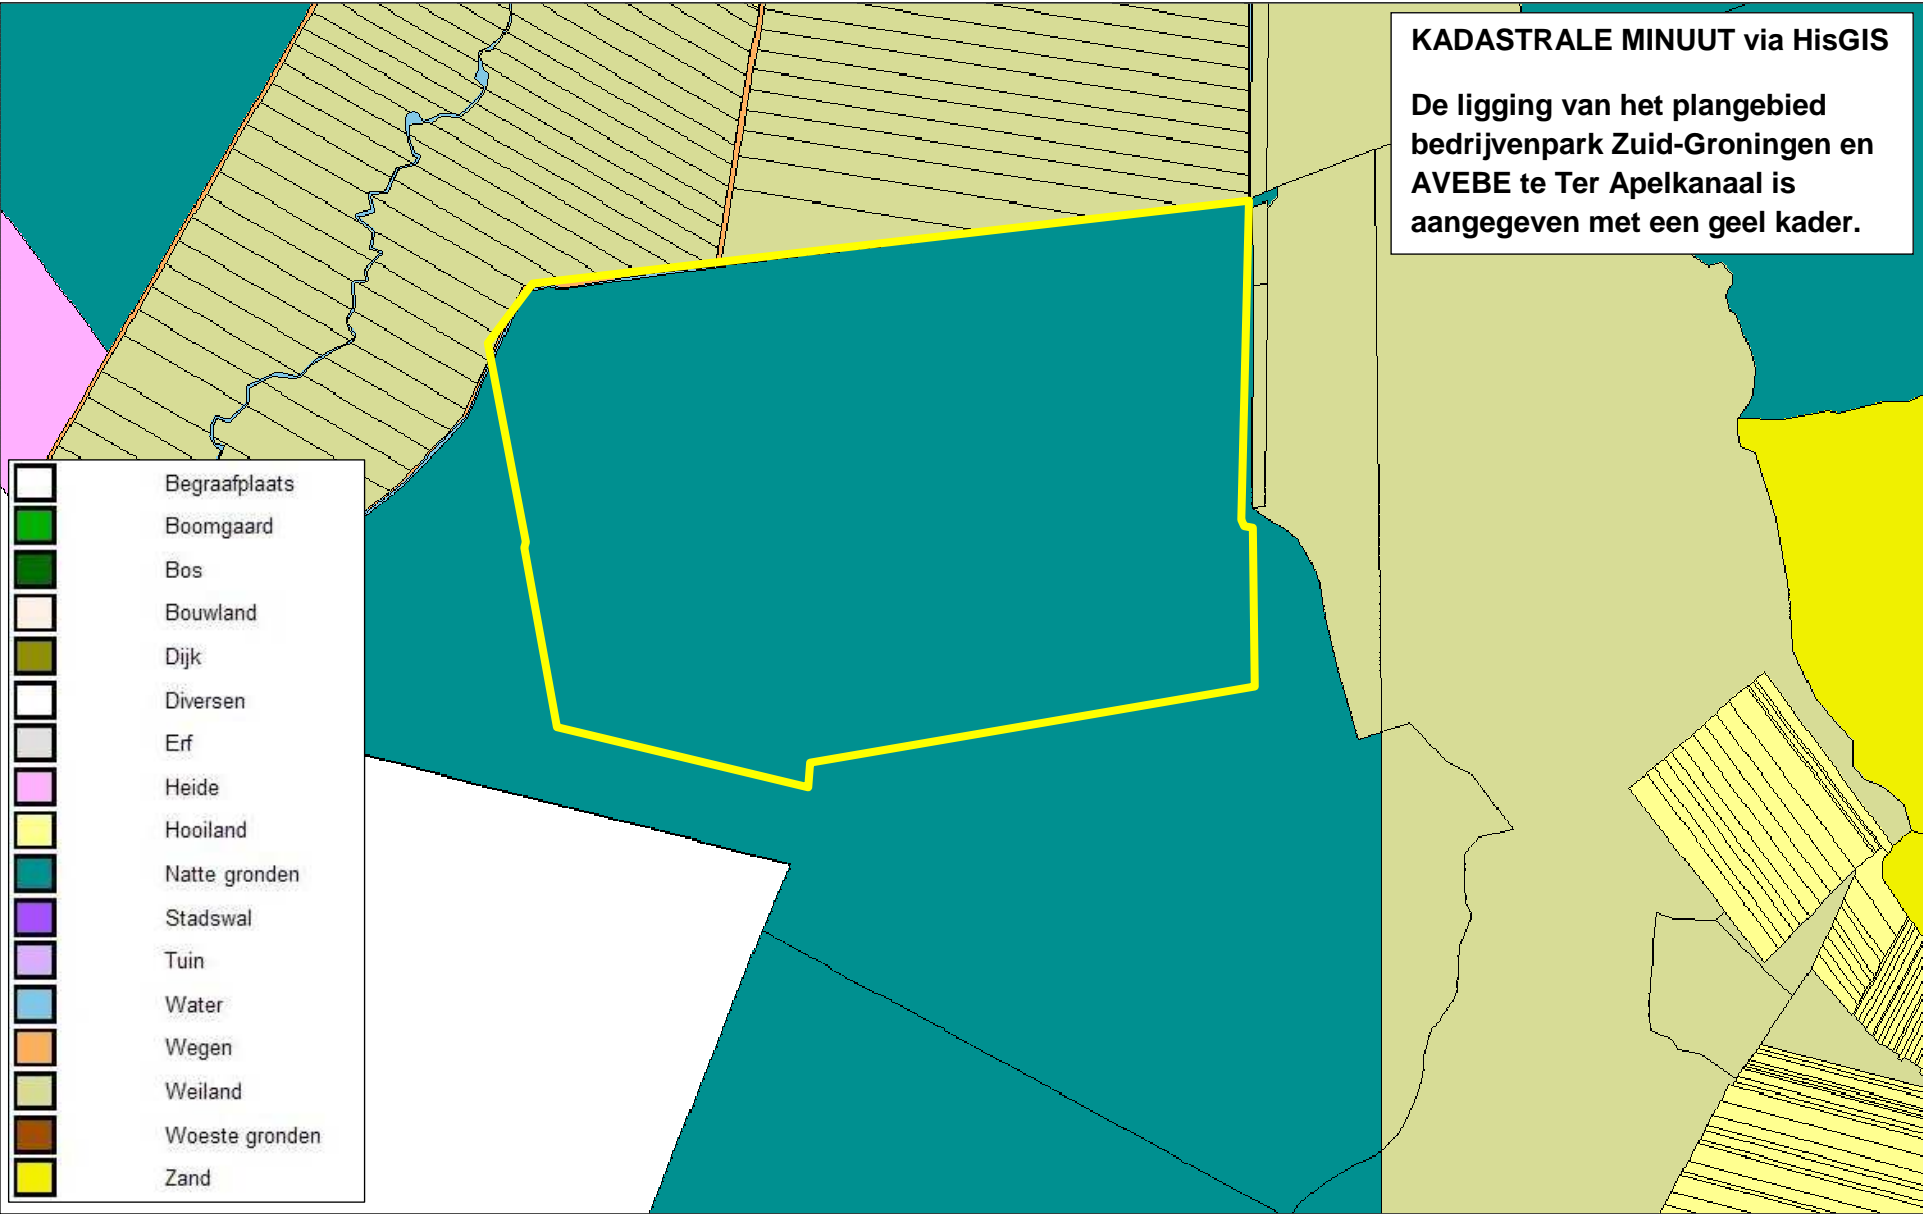 KADASTRALE MINUUT via HisGIS
De ligging van het plangebied
bedrijvenpark Zuid-Groningen en
AVEBE te Ter Apelkanaal is
aangegeven met een geel kader.
Begraafplaats
Boomgaard
Bos
Bouwland
Dijk
Diversen
Erf
Heide
Hooiland
Natte gronden
Stadswal
Tuin
Water
Wegen
Weiland
Woeste gronden
Zand